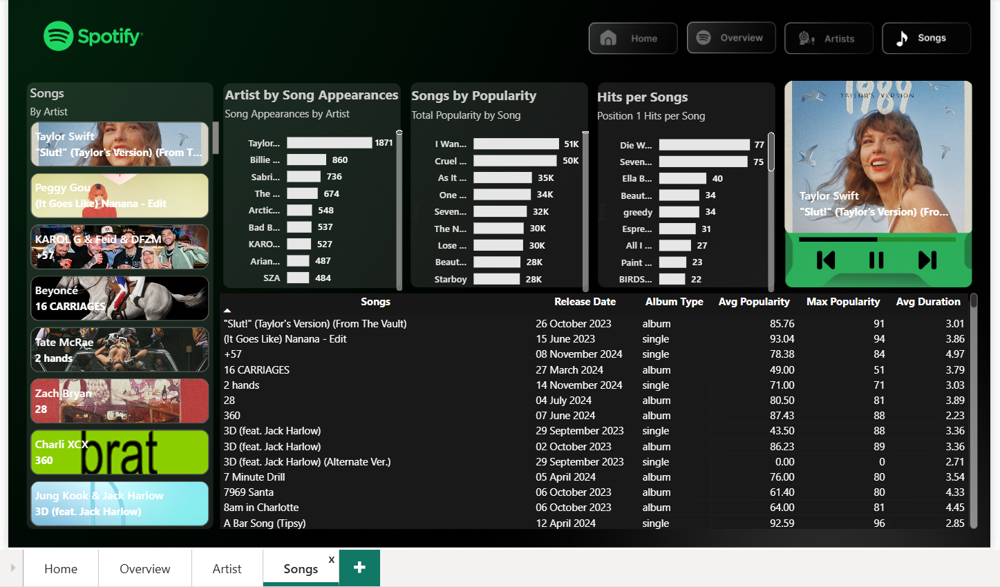 Spotify
Home
Overview
Artists
Songs
Songs
By Artist
Taylor Swift
"Slut!" (Taylor's Version) (From T...
Peggy Gou
(It Goes Like) Nanana - Edit
KAROL G & Feid & DFZM
+57
Beyoncé
16 CARRIAGES
Tate McRae
2 hands
Zach Bryan
28
Charli XCX
360
brat
Jung Kook & Jack Harlow
3D (feat. Jack Harlow)
Artist by Song Appearances
Song Appearances by Artist
Taylor... 1871
Billie ... 860
Sabri... 736
The ... 674
Arctic... 548
Bad B... 537
KARO... 527
Arian... 487
SZA 484
Songs by Popularity
Total Popularity by Song
I Wan... 51K
Cruel ... 50K
As It ... 35K
One ... 34K
Seven... 32K
The N... 30K
Lose ... 30K
Beaut... 28K
Starboy 28K
Hits per Songs
Position 1 Hits per Song
Die W... 77
Seven... 75
Ella B... 40
Beaut... 34
greedy 34
Espre... 31
All I ... 27
Paint ... 23
BIRDS... 22
1989
TAYLOR'S VERSION
Taylor Swift
"Slut!" (Taylor's Version) (Fro...
Songs Release Date Album Type Avg Popularity Max Popularity Avg Duration
"Slut!" (Taylor's Version) (From The Vault) 26 October 2023 album 85.76 91 3.01
(It Goes Like) Nanana - Edit 15 June 2023 single 93.04 94 3.86
+57 08 November 2024 single 78.38 84 4.97
16 CARRIAGES 27 March 2024 album 49.00 51 3.79
2 hands 14 November 2024 single 71.00 71 3.03
28 04 July 2024 album 80.50 81 3.89
360 07 June 2024 album 87.43 88 2.23
3D (feat. Jack Harlow) 29 September 2023 single 43.50 88 3.36
3D (feat. Jack Harlow) 02 October 2023 album 86.23 89 3.36
3D (feat. Jack Harlow) (Alternate Ver.) 29 September 2023 single 0.00 0 2.71
7 Minute Drill 05 April 2024 album 76.00 80 3.54
7969 Santa 06 October 2023 album 61.40 80 4.33
8am in Charlotte 06 October 2023 album 64.00 81 4.45
A Bar Song (Tipsy) 12 April 2024 single 92.59 96 2.85
Home
Overview
Artist
Songs
x
+